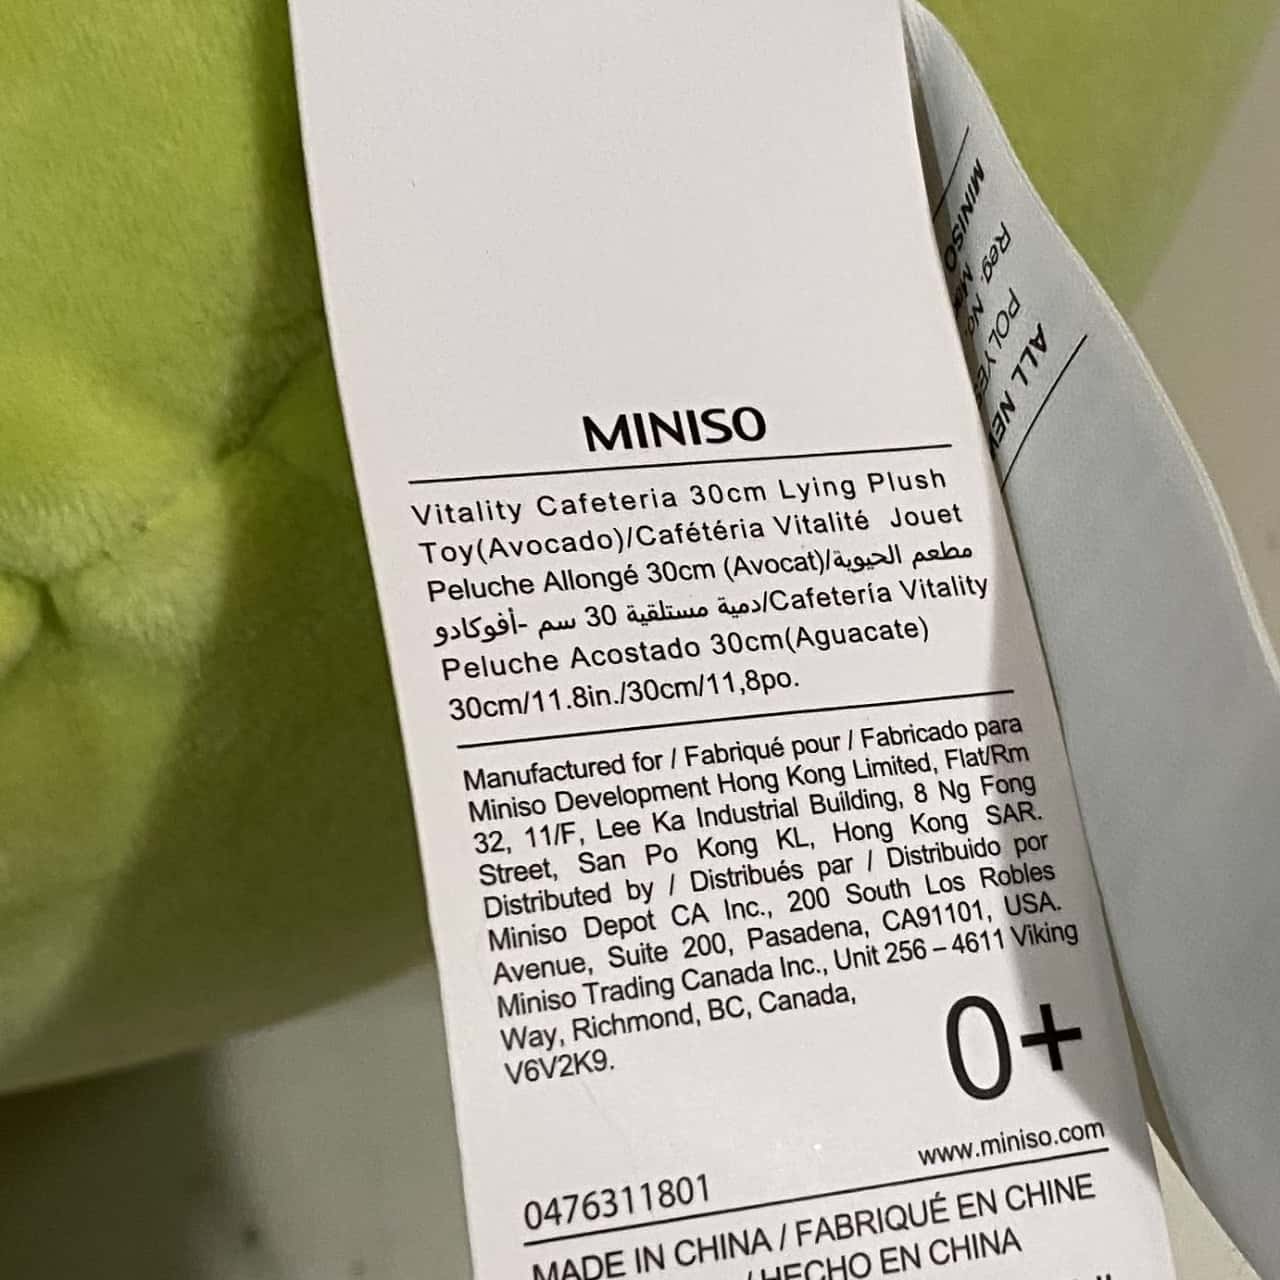 MINISO
Vitality Cafeteria 30cm Lying Plush
Toy(Avocado)/Cafétéria Vitalité Jouet
Peluche Allongé 30cm (Avocat)/مطعم الحيوية
دمية مستلقية 30 سم -أفوكادو/Cafetería Vitality
Peluche Acostado 30cm(Aguacate)
30cm/11.8in./30cm/11,8po.
Manufactured for / Fabriqué pour / Fabricado para
Miniso Development Hong Kong Limited, Flat/Rm
32, 11/F, Lee Ka Industrial Building, 8 Ng Fong
Street, San Po Kong KL, Hong Kong SAR.
Distributed by / Distribués par / Distribuido por
Miniso Depot CA Inc., 200 South Los Robles
Avenue, Suite 200, Pasadena, CA91101, USA.
Miniso Trading Canada Inc., Unit 256 – 4611 Viking
Way, Richmond, BC, Canada,
V6V2K9.
0+
www.miniso.com
0476311801
MADE IN CHINA / FABRIQUÉ EN CHINE
/ HECHO EN CHINA
MINISO
Reg. No.
ALL